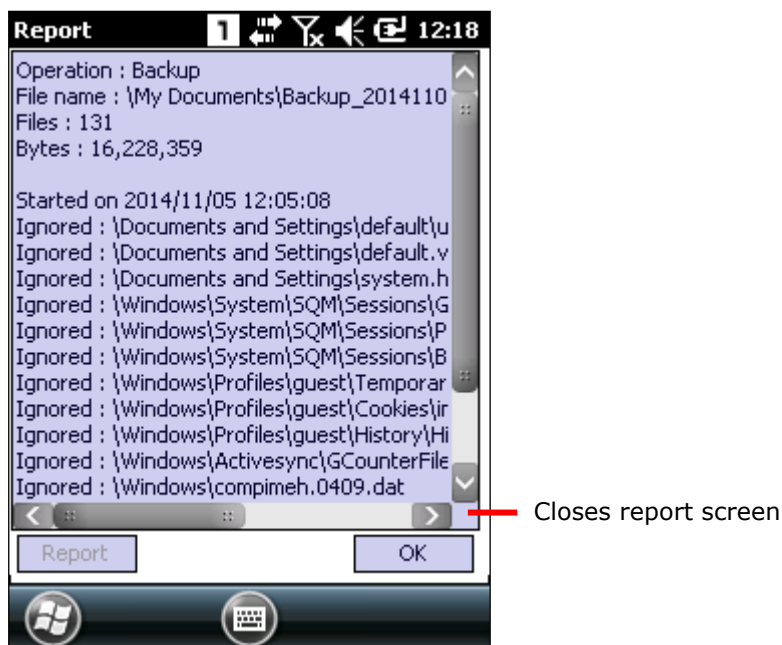 Report 1 12:18
Operation : Backup
File name : \My Documents\Backup_2014110
Files : 131
Bytes : 16,228,359
Started on 2014/11/05 12:05:08
Ignored : \Documents and Settings\default\u
Ignored : \Documents and Settings\default.v
Ignored : \Documents and Settings\system.h
Ignored : \Windows\System\SQM\Sessions\G
Ignored : \Windows\System\SQM\Sessions\P
Ignored : \Windows\System\SQM\Sessions\B
Ignored : \Windows\Profiles\guest\Temporar
Ignored : \Windows\Profiles\guest\Cookies\ir
Ignored : \Windows\Profiles\guest\History\Hi
Ignored : \Windows\Activesync\GCounterFile
Ignored : \Windows\compimeh.0409.dat
Closes report screen
Report OK